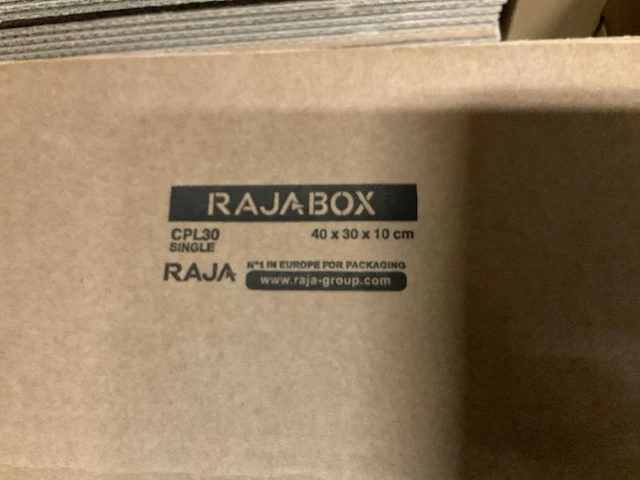 RAJABOX
CPL30 40 x 30 x 10 cm
SINGLE
RAJA N°1 IN EUROPE FOR PACKAGING
www.raja-group.com